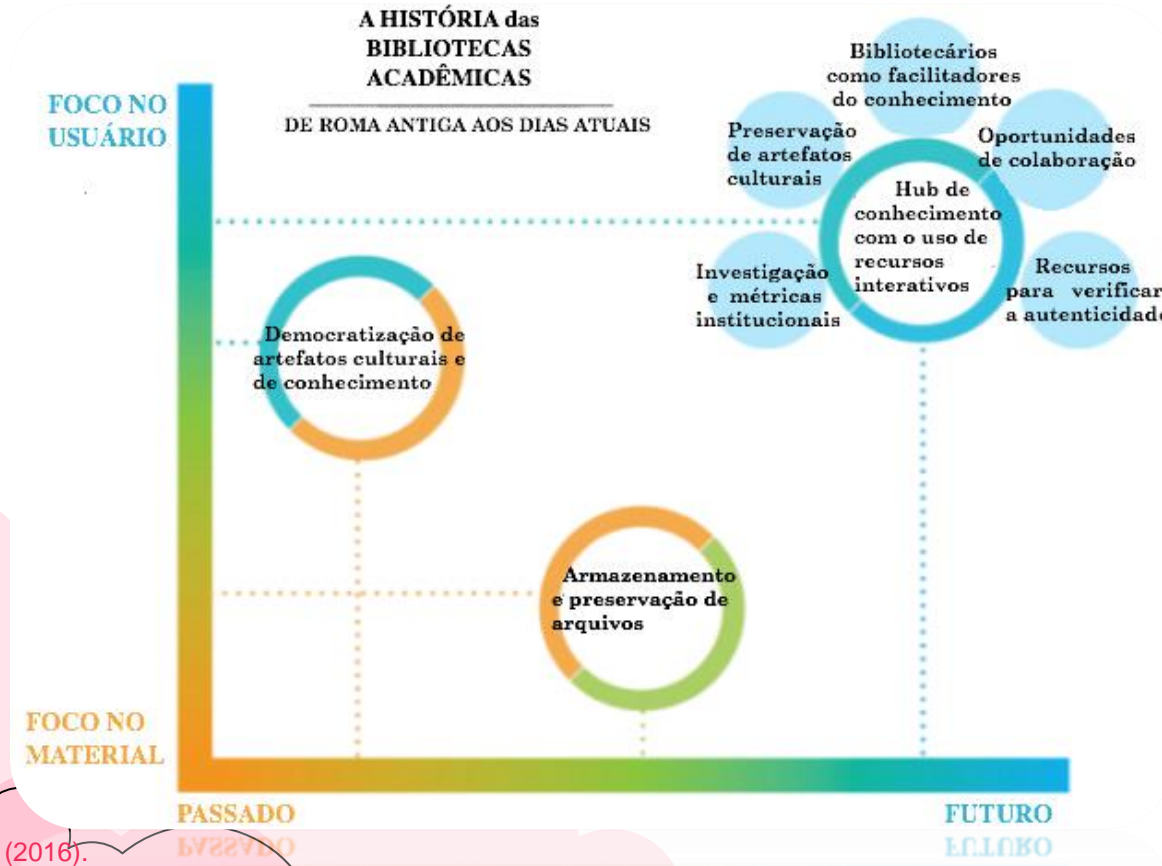 A HISTÓRIA das
BIBLIOTECAS
ACADÊMICAS
DE ROMA ANTIGA AOS DIAS ATUAIS
FOCO NO
USUÁRIO
Bibliotecários
como facilitadores
do conhecimento
Preservação
de artefatos
culturais
Oportunidades
de colaboração
Hub de
conhecimento
com o uso de
recursos
interativos
Investigação
e métricas
institucionais
Recursos
para verificar
a autenticidade
Democratização de
artefatos culturais e
de conhecimento
Armazenamento
e preservação de
arquivos
FOCO NO
MATERIAL
PASSADO
FUTURO
(2016).